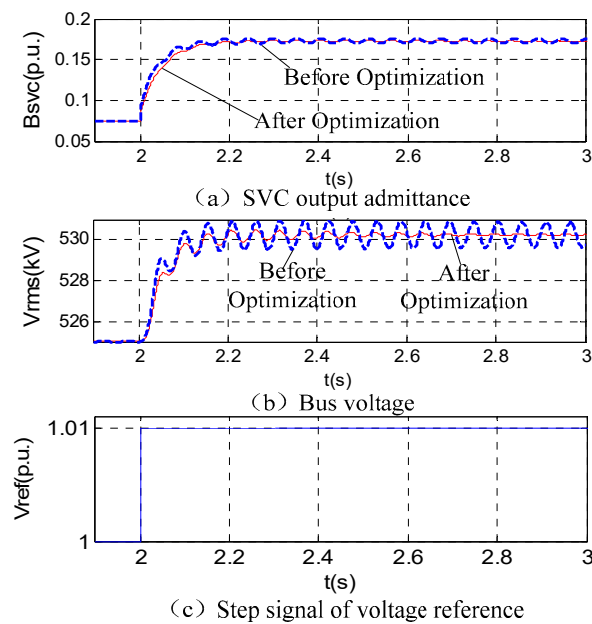 0.2
0.15
0.1
0.05
Bsvc(p.u.)
Before Optimization
After Optimization
2 2.2 2.4 2.6 2.8 3
t(s)
（a）SVC output admittance
530
528
526
Vrms(kV)
Before Optimization
After Optimization
2 2.2 2.4 2.6 2.8 3
t(s)
（b）Bus voltage
1.01
1
Vref(p.u.)
2 2.2 2.4 2.6 2.8 3
t(s)
（c）Step signal of voltage reference